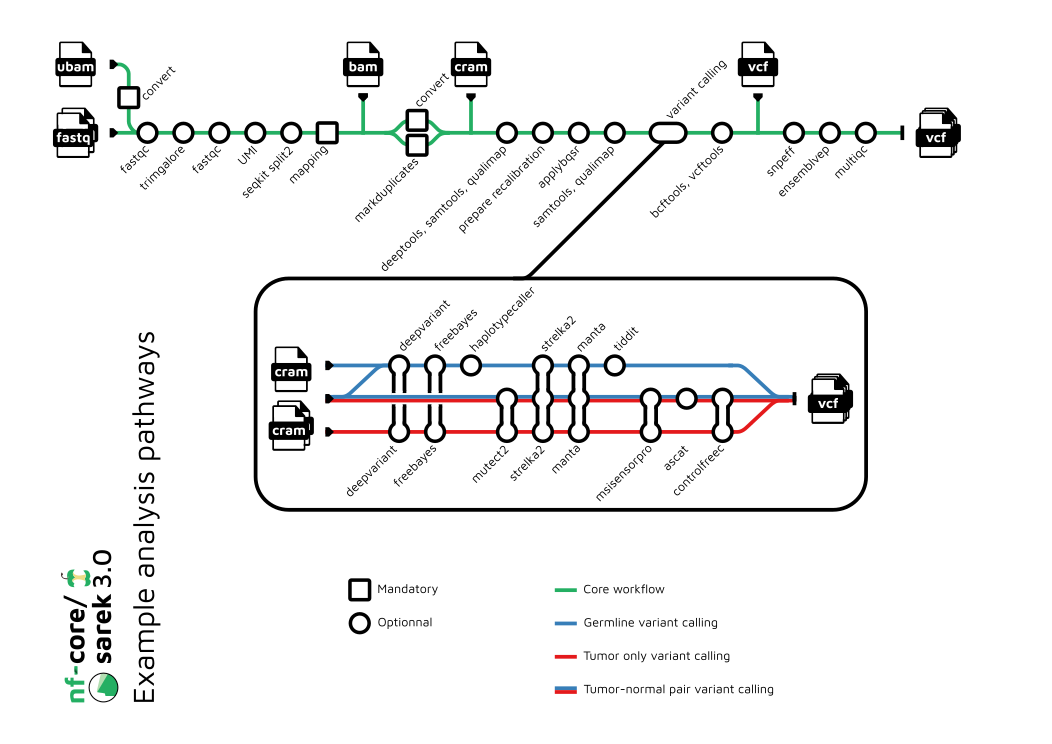 ubam
convert
fastq
fastqc
trimgalore
fastqc
UMI
seqkit split2
mapping
bam
convert
markduplicates
cram
deeptools, samtools, qualimap
prepare recalibration
applybqsr
samtools, qualimap
variant calling
bcftools, vcftools
vcf
snpeff
ensemblvep
multiqc
vcf
deepvariant
freebayes
haplotypecaller
strelka2
manta
tiddit
cram
cram
vcf
deepvariant
freebayes
mutect2
strelka2
manta
msisensorpro
ascat
controlfreec
nf-core/
sarek 3.0
Example analysis pathways
Mandatory
Optionnal
Core workflow
Germline variant calling
Tumor only variant calling
Tumor-normal pair variant calling